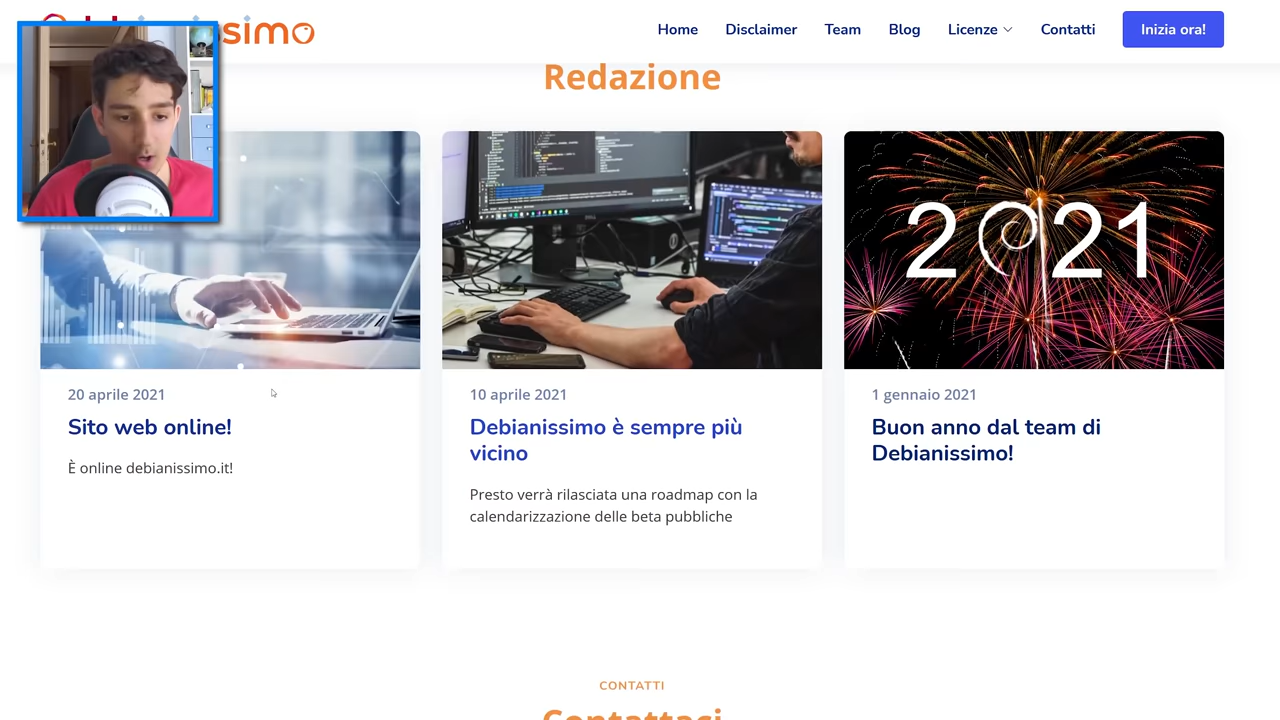 simo
Home
Disclaimer
Team
Blog
Licenze
Contatti
Inizia ora!
Redazione
2021
20 aprile 2021
Sito web online!
È online debianissimo.it!
10 aprile 2021
Debianissimo è sempre più
vicino
Presto verrà rilasciata una roadmap con la
calendarizzazione delle beta pubbliche
1 gennaio 2021
Buon anno dal team di
Debianissimo!
CONTATTI
Contattaci